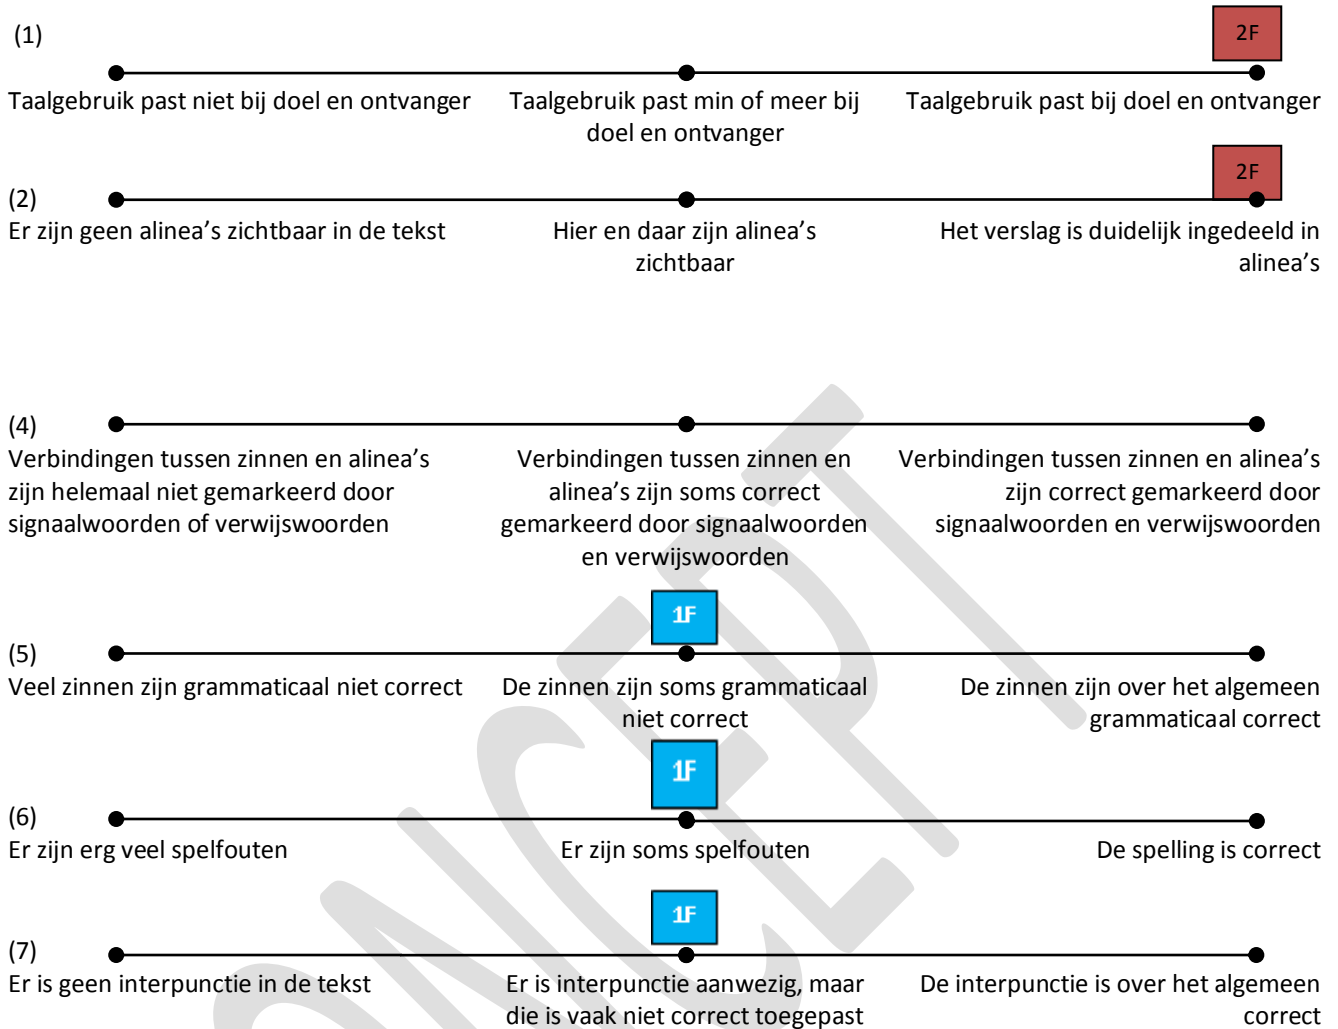 (1)
2F
Taalgebruik past niet bij doel en ontvanger
Taalgebruik past min of meer bij
doel en ontvanger
Taalgebruik past bij doel en ontvanger
2F
(2)
Er zijn geen alinea's zichtbaar in de tekst
Hier en daar zijn alinea's
zichtbaar
Het verslag is duidelijk ingedeeld in
alinea's
(4)
Verbindingen tussen zinnen en alinea's
zijn helemaal niet gemarkeerd door
signaalwoorden of verwijswoorden
Verbindingen tussen zinnen en
alinea's zijn soms correct
gemarkeerd door signaalwoorden
en verwijswoorden
Verbindingen tussen zinnen en alinea's
zijn correct gemarkeerd door
signaalwoorden en verwijswoorden
1F
(5)
Veel zinnen zijn grammaticaal niet correct
De zinnen zijn soms grammaticaal
niet correct
De zinnen zijn over het algemeen
grammaticaal correct
1F
(6)
Er zijn erg veel spelfouten
Er zijn soms spelfouten
De spelling is correct
1F
(7)
Er is geen interpunctie in de tekst
Er is interpunctie aanwezig, maar
die is vaak niet correct toegepast
De interpunctie is over het algemeen
correct
ONCEPT